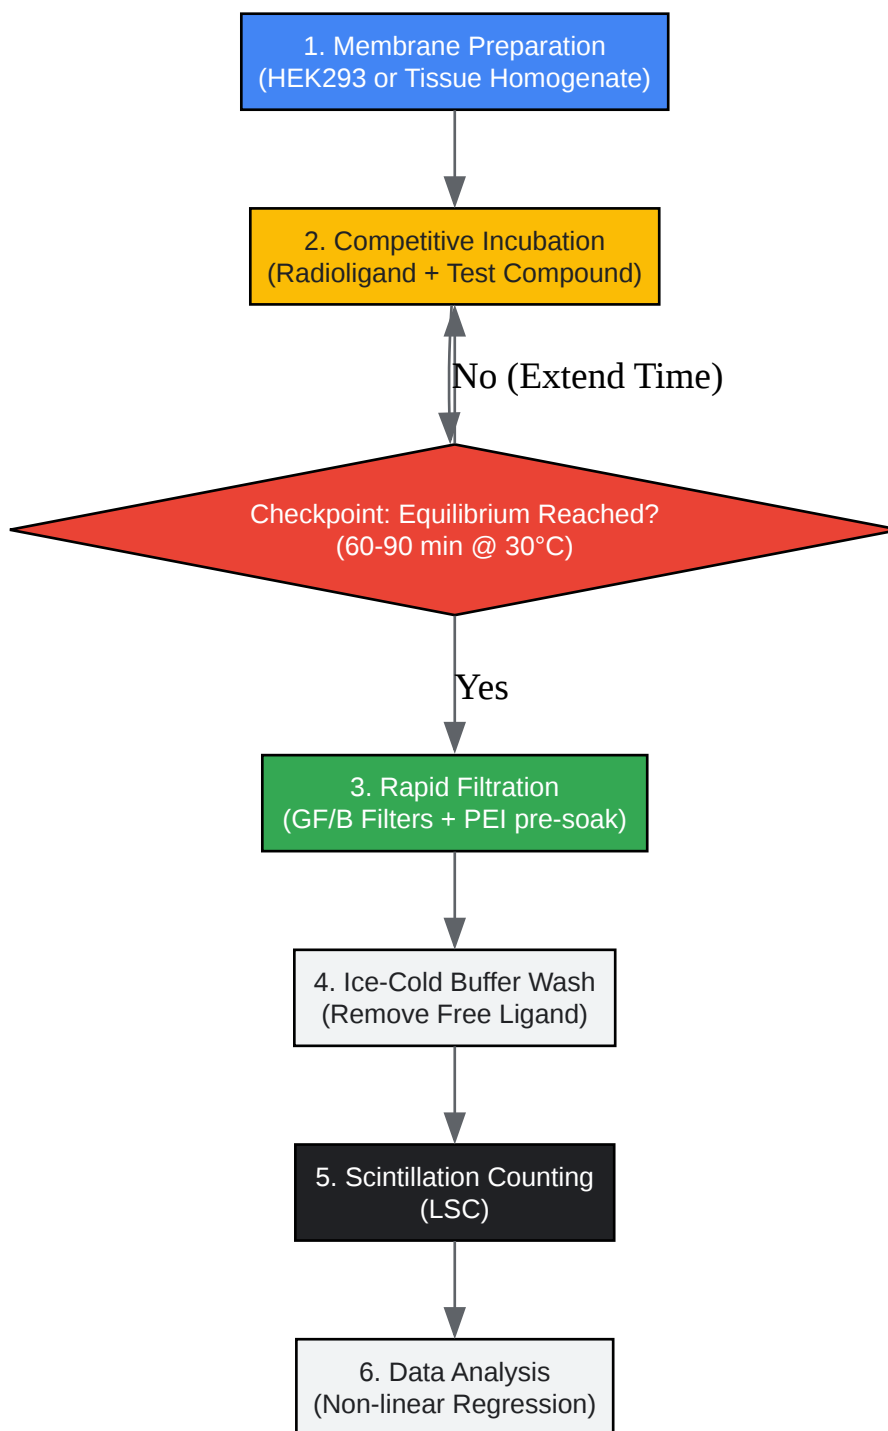 1. Membrane Preparation
(HEK293 or Tissue Homogenate)
2. Competitive Incubation
(Radioligand + Test Compound)
No (Extend Time)
Checkpoint: Equilibrium Reached?
(60-90 min @ 30°C)
Yes
3. Rapid Filtration
(GF/B Filters + PEI pre-soak)
4. Ice-Cold Buffer Wash
(Remove Free Ligand)
5. Scintillation Counting
(LSC)
6. Data Analysis
(Non-linear Regression)